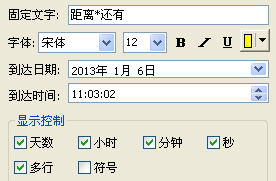 固定文字: 距离*还有
字体: 宋体 12 B I U
到达日期: 2013年 1月 6日
到达时间: 11:03:02
显示控制
天数 小时 分钟 秒
多行 符号